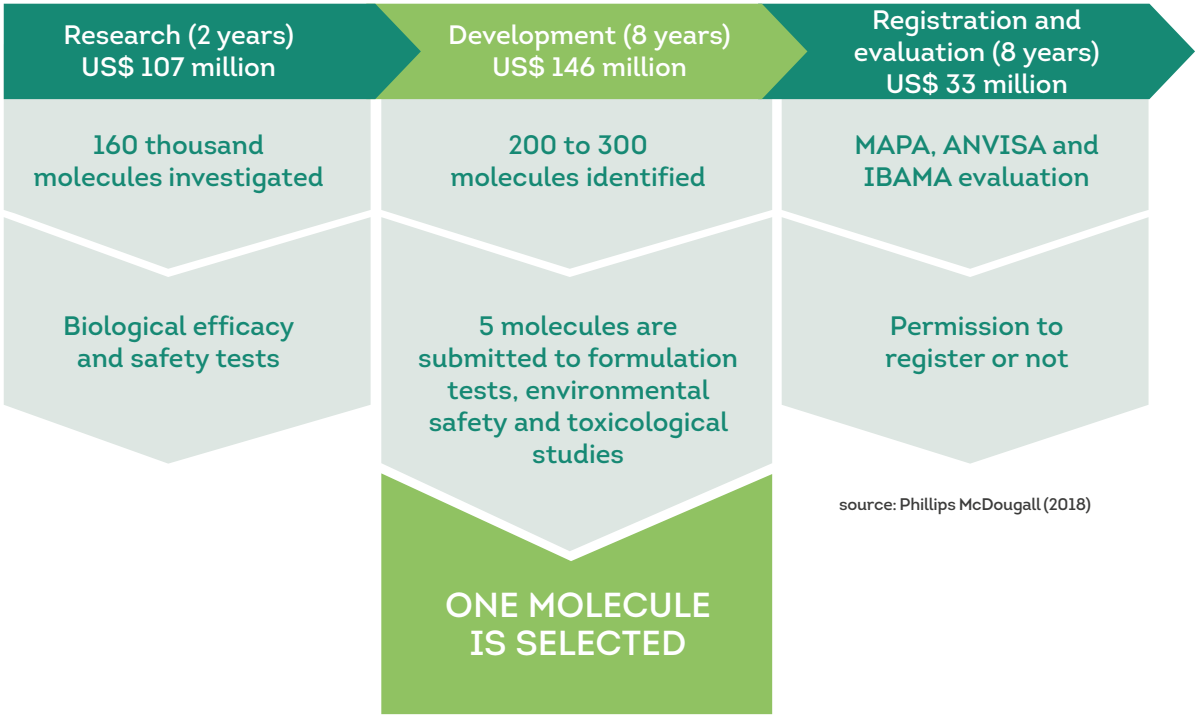 Research (2 years)
US$ 107 million
Development (8 years)
US$ 146 million
Registration and
evaluation (8 years)
US$ 33 million
160 thousand
molecules investigated
200 to 300
molecules identified
MAPA, ANVISA and
IBAMA evaluation
Biological efficacy
and safety tests
5 molecules are
submitted to formulation
tests, environmental
safety and toxicological
studies
Permission to
register or not
source: Phillips McDougall (2018)
ONE MOLECULE
IS SELECTED